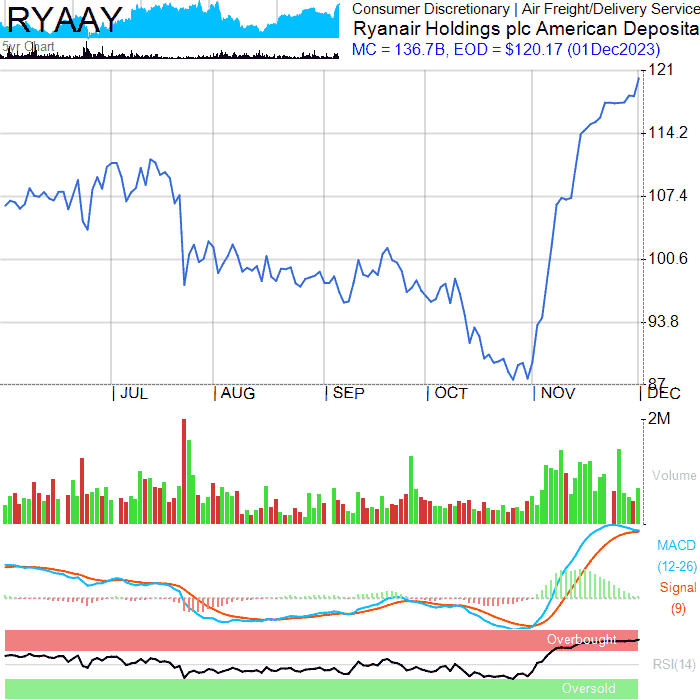 RYAAY
5yr Chart
Consumer Discretionary | Air Freight/Delivery Service
Ryanair Holdings plc American Deposita
MC = 136.7B, EOD = $120.17 (01Dec2023)
121
114.2
107.4
100.6
93.8
87
JUL
AUG
SEP
OCT
NOV
DEC
2M
Volume
MACD
(12-26)
Signal
(9)
Overbought
RSI(14)
Oversold